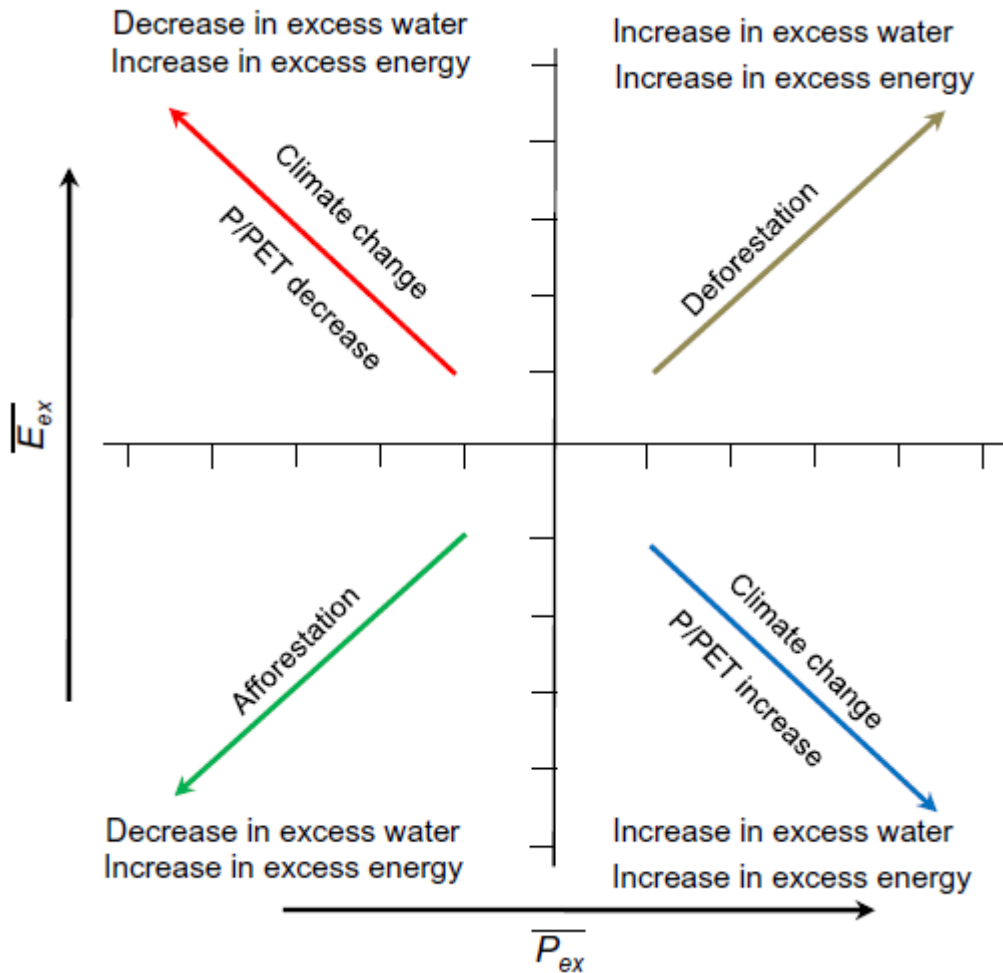 Decrease in excess water
Increase in excess energy
Increase in excess water
Increase in excess energy
Climate change
P/PET decrease
Deforestation
E_ex
Afforestation
Climate change
P/PET increase
Decrease in excess water
Increase in excess energy
Increase in excess water
Increase in excess energy
P_ex